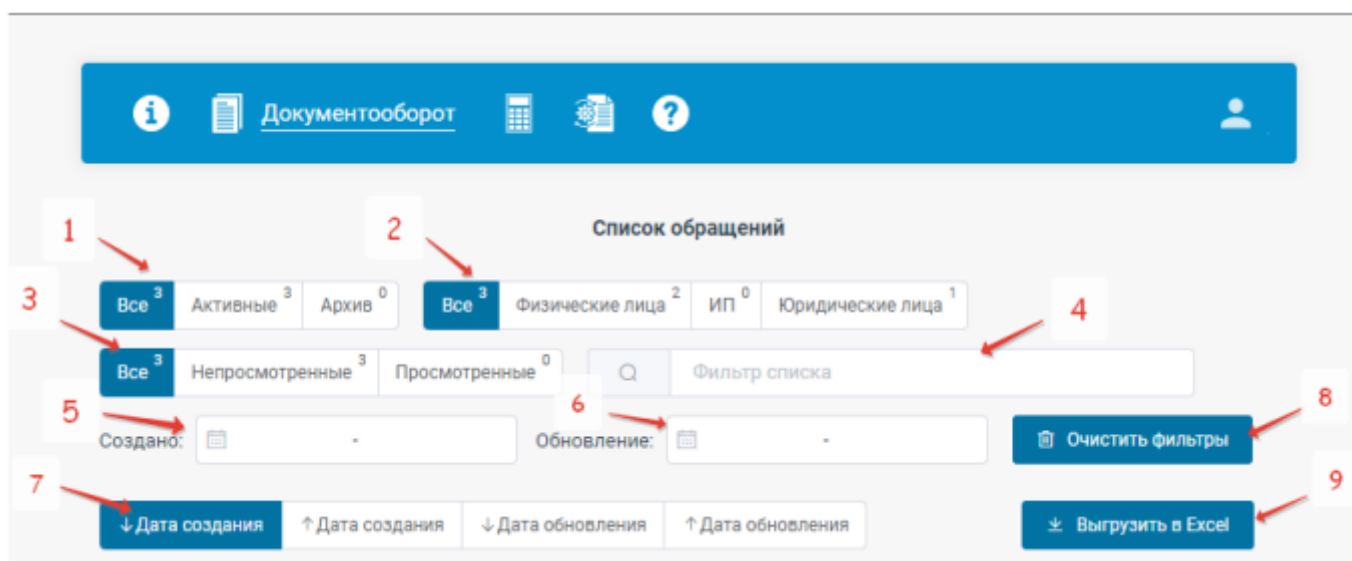 Документооборот
1
2
Список обращений
3
Все 3 Активные 3 Архив 0 Все 3 Физические лица 2 ИП 0 Юридические лица 1
4
Все 3 Непросмотренные 3 Просмотренные 0 Фильтр списка
5
6
8
Создано: - Обновление: - Очистить фильтры
7
9
↓Дата создания ↑Дата создания ↓Дата обновления ↑Дата обновления Выгрузить в Excel